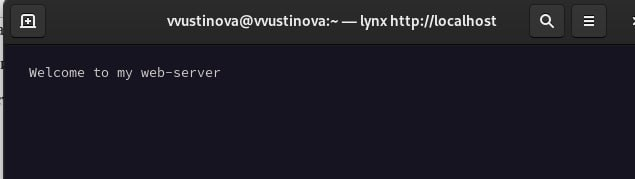 vvustinova@vvustinova:~ — lynx http://localhost
Welcome to my web-server